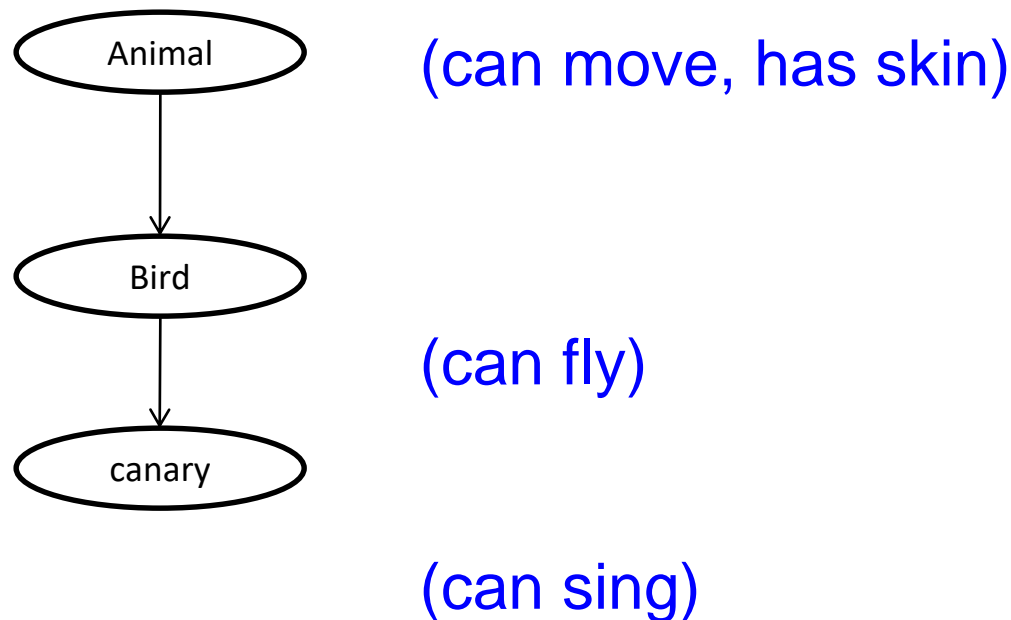 Animal
(can move, has skin)
Bird
(can fly)
canary
(can sing)